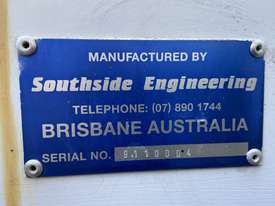 MANUFACTURED BY
Southside Engineering
TELEPHONE: (07) 890 1744
BRISBANE AUSTRALIA
SERIAL NO.